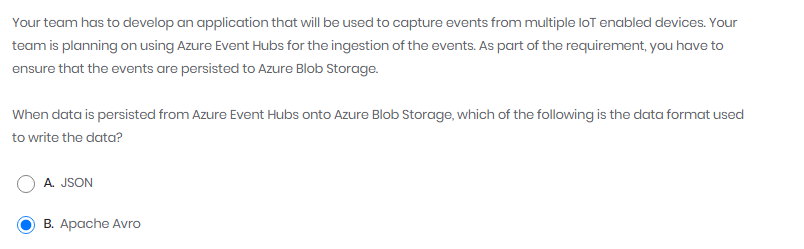 Your team has to develop an application that will be used to capture events from multiple IoT enabled devices. Your
team is planning on using Azure Event Hubs for the ingestion of the events. As part of the requirement, you have to
ensure that the events are persisted to Azure Blob Storage.
When data is persisted from Azure Event Hubs onto Azure Blob Storage, which of the following is the data format used
to write the data?
A. JSON
B. Apache Avro